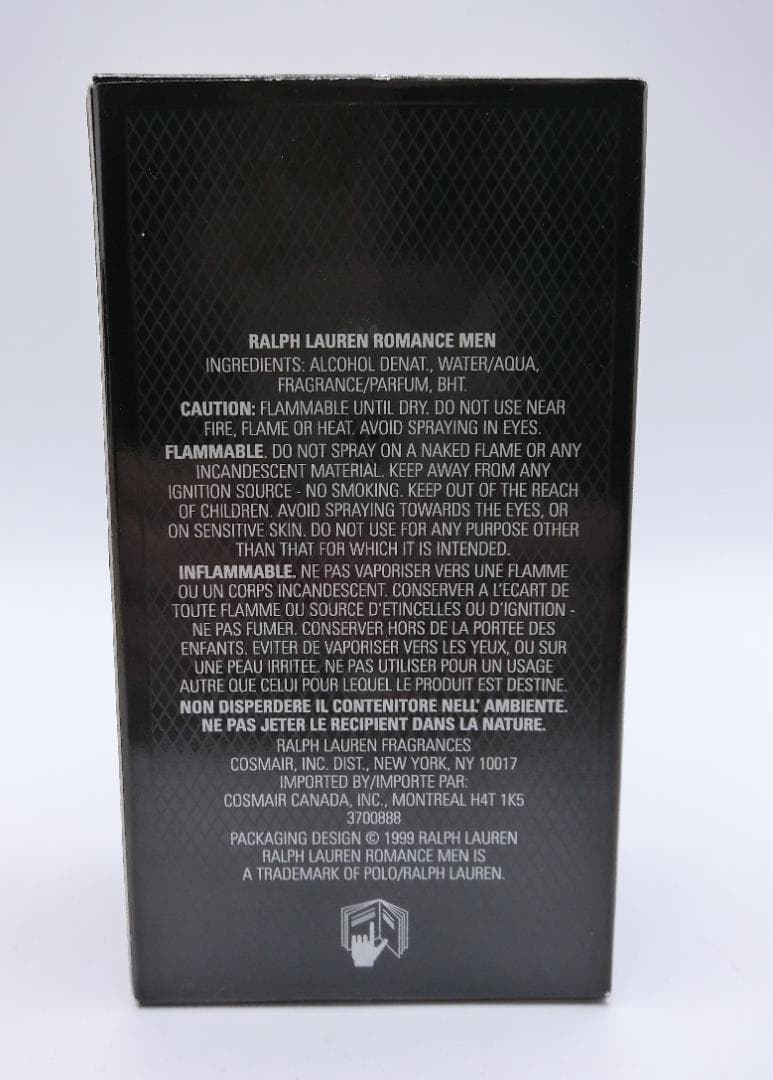 RALPH LAUREN ROMANCE MEN
INGREDIENTS: ALCOHOL DENAT., WATER/AQUA,
FRAGRANCE/PARFUM, BHT.
CAUTION: FLAMMABLE UNTIL DRY. DO NOT USE NEAR
FIRE, FLAME OR HEAT. AVOID SPRAYING IN EYES.
FLAMMABLE. DO NOT SPRAY ON A NAKED FLAME OR ANY
INCANDESCENT MATERIAL. KEEP AWAY FROM ANY
IGNITION SOURCE - NO SMOKING. KEEP OUT OF THE REACH
OF CHILDREN. AVOID SPRAYING TOWARDS THE EYES, OR
ON SENSITIVE SKIN. DO NOT USE FOR ANY PURPOSE OTHER
THAN THAT FOR WHICH IT IS INTENDED.
INFLAMMABLE. NE PAS VAPORISER VERS UNE FLAMME
OU UN CORPS INCANDESCENT. CONSERVER A L'ECART DE
TOUTE FLAMME OU SOURCE D'ETINCELLES OU D'IGNITION -
NE PAS FUMER. CONSERVER HORS DE LA PORTEE DES
ENFANTS. EVITER DE VAPORISER VERS LES YEUX, OU SUR
UNE PEAU IRRITEE. NE PAS UTILISER POUR UN USAGE
AUTRE QUE CELUI POUR LEQUEL LE PRODUIT EST DESTINE.
NON DISPERDERE IL CONTENITORE NELL' AMBIENTE.
NE PAS JETER LE RECIPIENT DANS LA NATURE.
RALPH LAUREN FRAGRANCES
COSMAIR, INC. DIST., NEW YORK, NY 10017
IMPORTED BY/IMPORTE PAR:
COSMAIR CANADA, INC., MONTREAL H4T 1K5
3700888
PACKAGING DESIGN © 1999 RALPH LAUREN
RALPH LAUREN ROMANCE MEN IS
A TRADEMARK OF POLO/RALPH LAUREN.